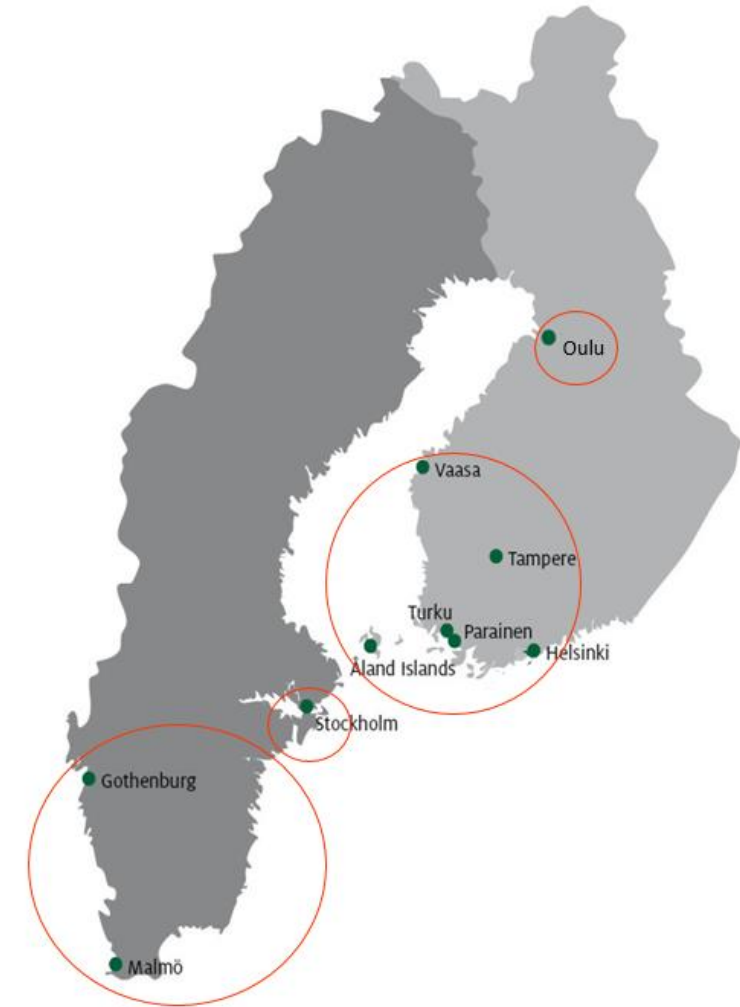 Oulu
Vaasa
Tampere
Turku
Parainen
Helsinki
Åland Islands
Stockholm
Gothenburg
Malmö